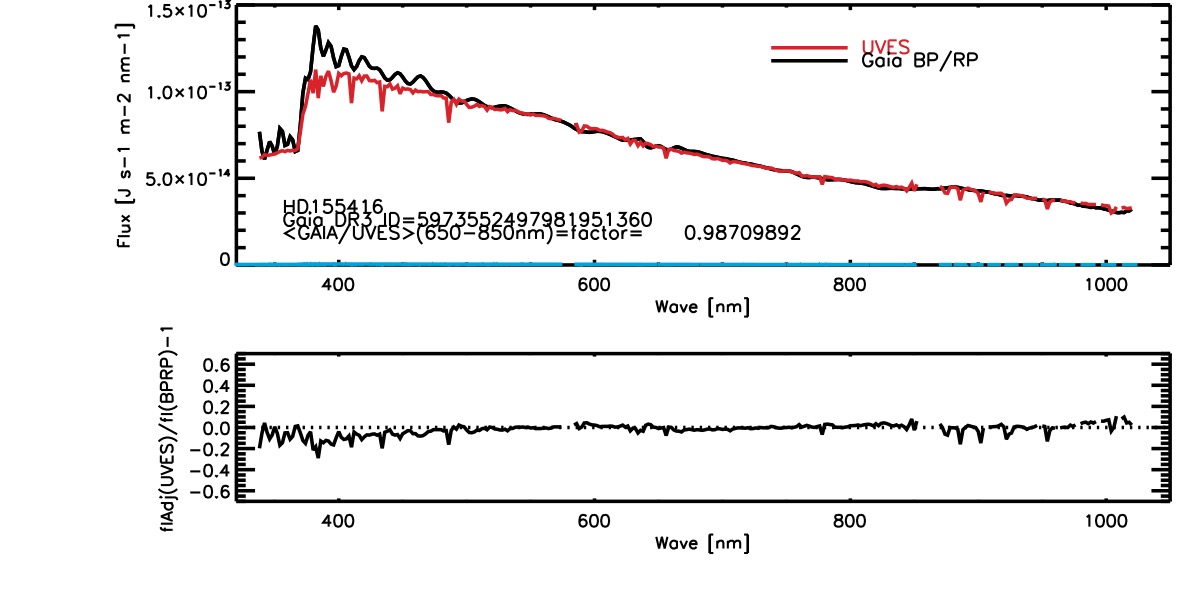 1.5×10−13
1.0×10−13
5.0×10−14
0
Flux [J s−1 m−2 nm−1]
UVES
Gaia BP/RP
HD155416
Gaia DR3 ID=5973552497981951360
<GAIA/UVES>(650−850nm)=factor= 0.98709892
400 600 800 1000
Wave [nm]
flAdj(UVES)/fl(BPRP)−1
0.6
0.4
0.2
0.0
−0.2
−0.4
−0.6
400 600 800 1000
Wave [nm]